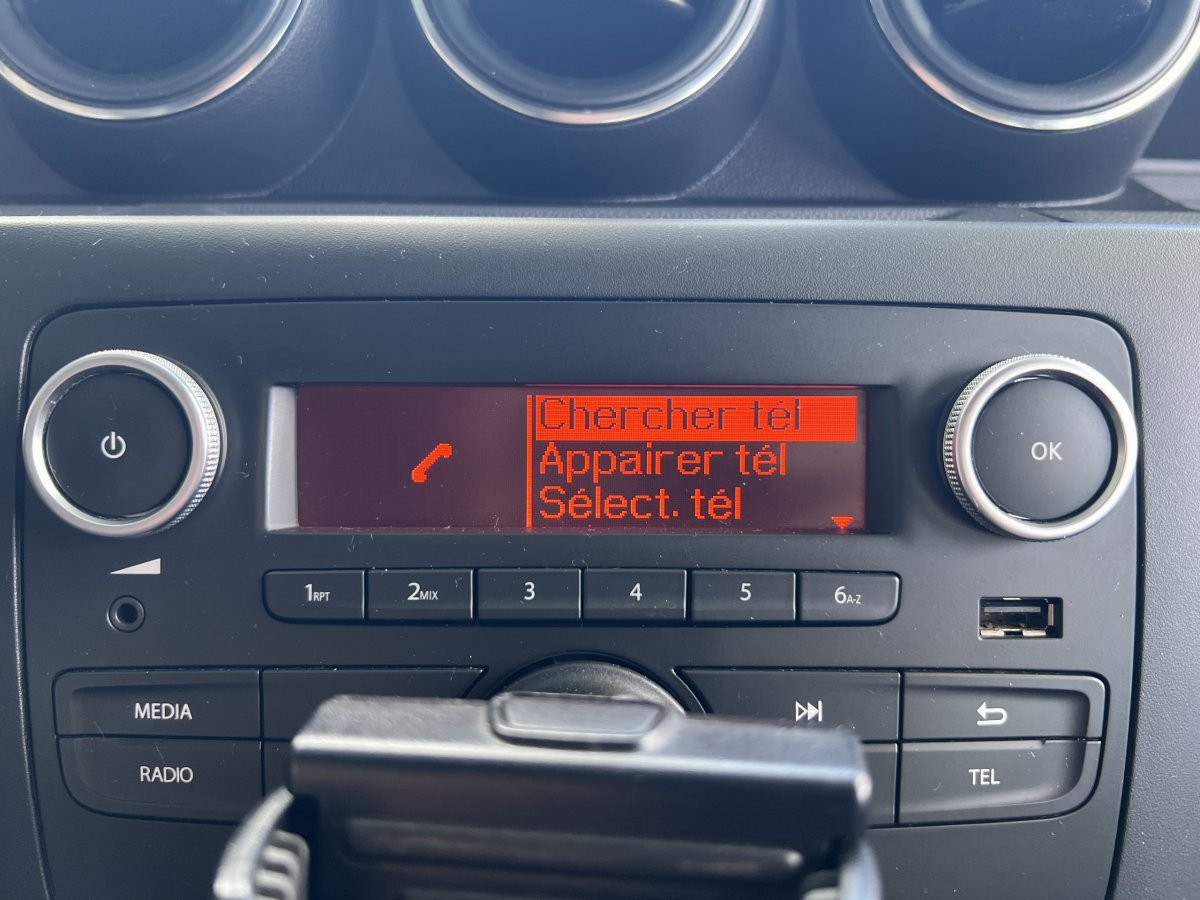 Chercher tél
Appairer tél
Sélect. tél
OK
1RPT
2MIX
3
4
5
6A-Z
MEDIA
RADIO
TEL